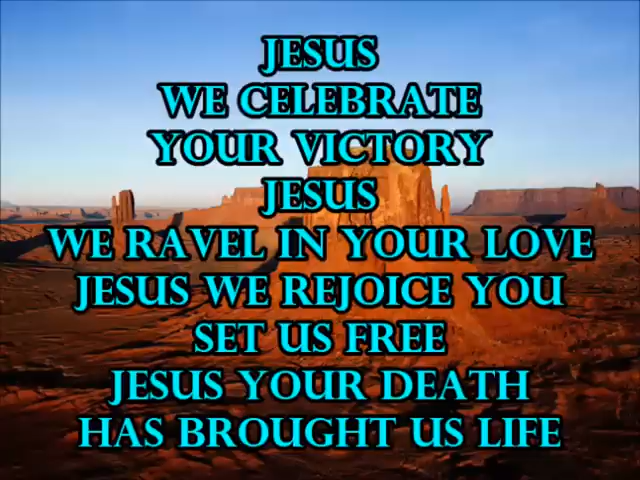 JESUS
WE CELEBRATE
YOUR VICTORY
JESUS
WE RAVEL IN YOUR LOVE
JESUS WE REJOICE YOU
SET US FREE
JESUS YOUR DEATH
HAS BROUGHT US LIFE